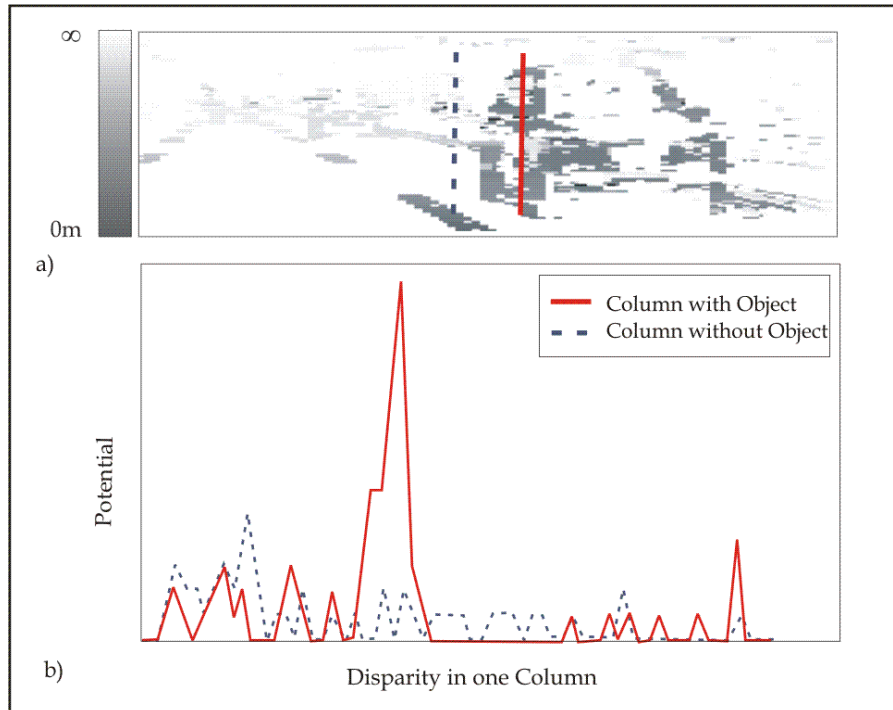 ∞
0m
a)
Column with Object
Column without Object
Potential
b)
Disparity in one Column